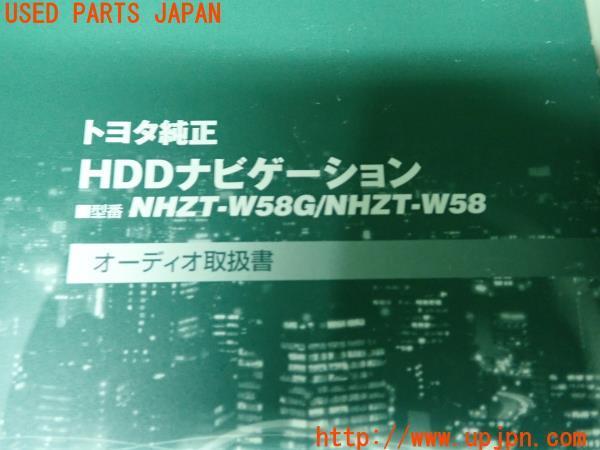 USED PARTS JAPAN
トヨタ純正
HDDナビゲーション
■型番 NHZT-W58G/NHZT-W58
オーディオ取扱書
http://www.upjpn.com